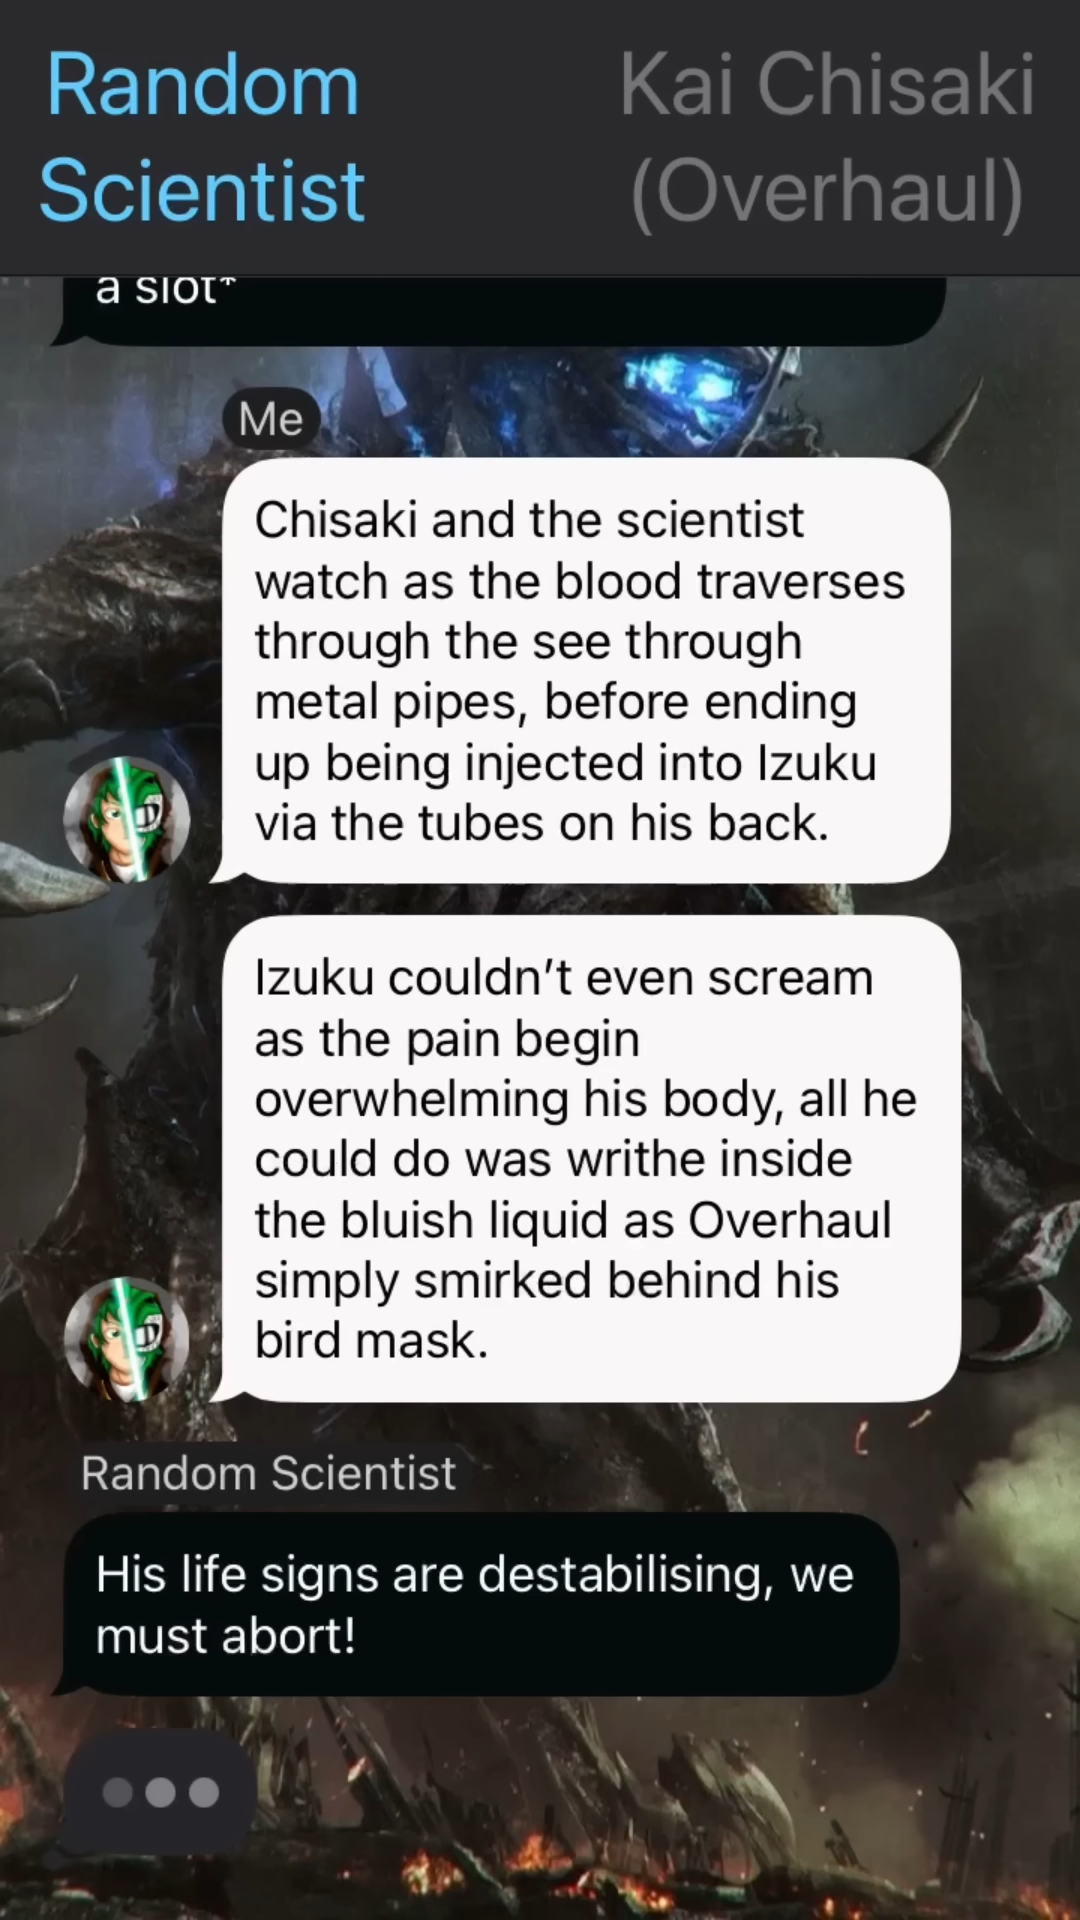 Random
Scientist
Kai Chisaki
(Overhaul)
a slot*
Me
Chisaki and the scientist
watch as the blood traverses
through the see through
metal pipes, before ending
up being injected into Izuku
via the tubes on his back.
Izuku couldn’t even scream
as the pain begin
overwhelming his body, all he
could do was writhe inside
the bluish liquid as Overhaul
simply smirked behind his
bird mask.
Random Scientist
His life signs are destabilising, we
must abort!